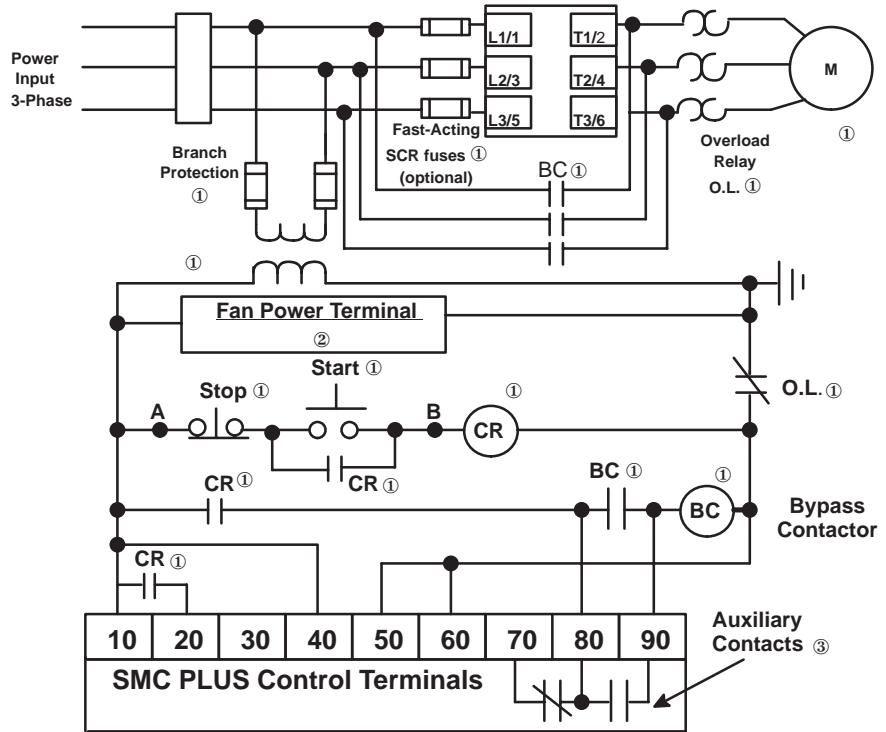 Power
Input
3-Phase
L1/1
T1/2
L2/3
T2/4
L3/5
T3/6
M
①
Branch
Protection
①
Fast-Acting
SCR fuses ①
(optional)
BC ①
Overload
Relay
O.L. ①
①
Fan Power Terminal
②
Start ①
Stop ①
A
B
①
CR
O.L. ①
CR ①
CR ①
BC ①
①
BC
Bypass
Contactor
CR ①
10 20 30 40 50 60 70 80 90
Auxiliary
Contacts ③
SMC PLUS Control Terminals